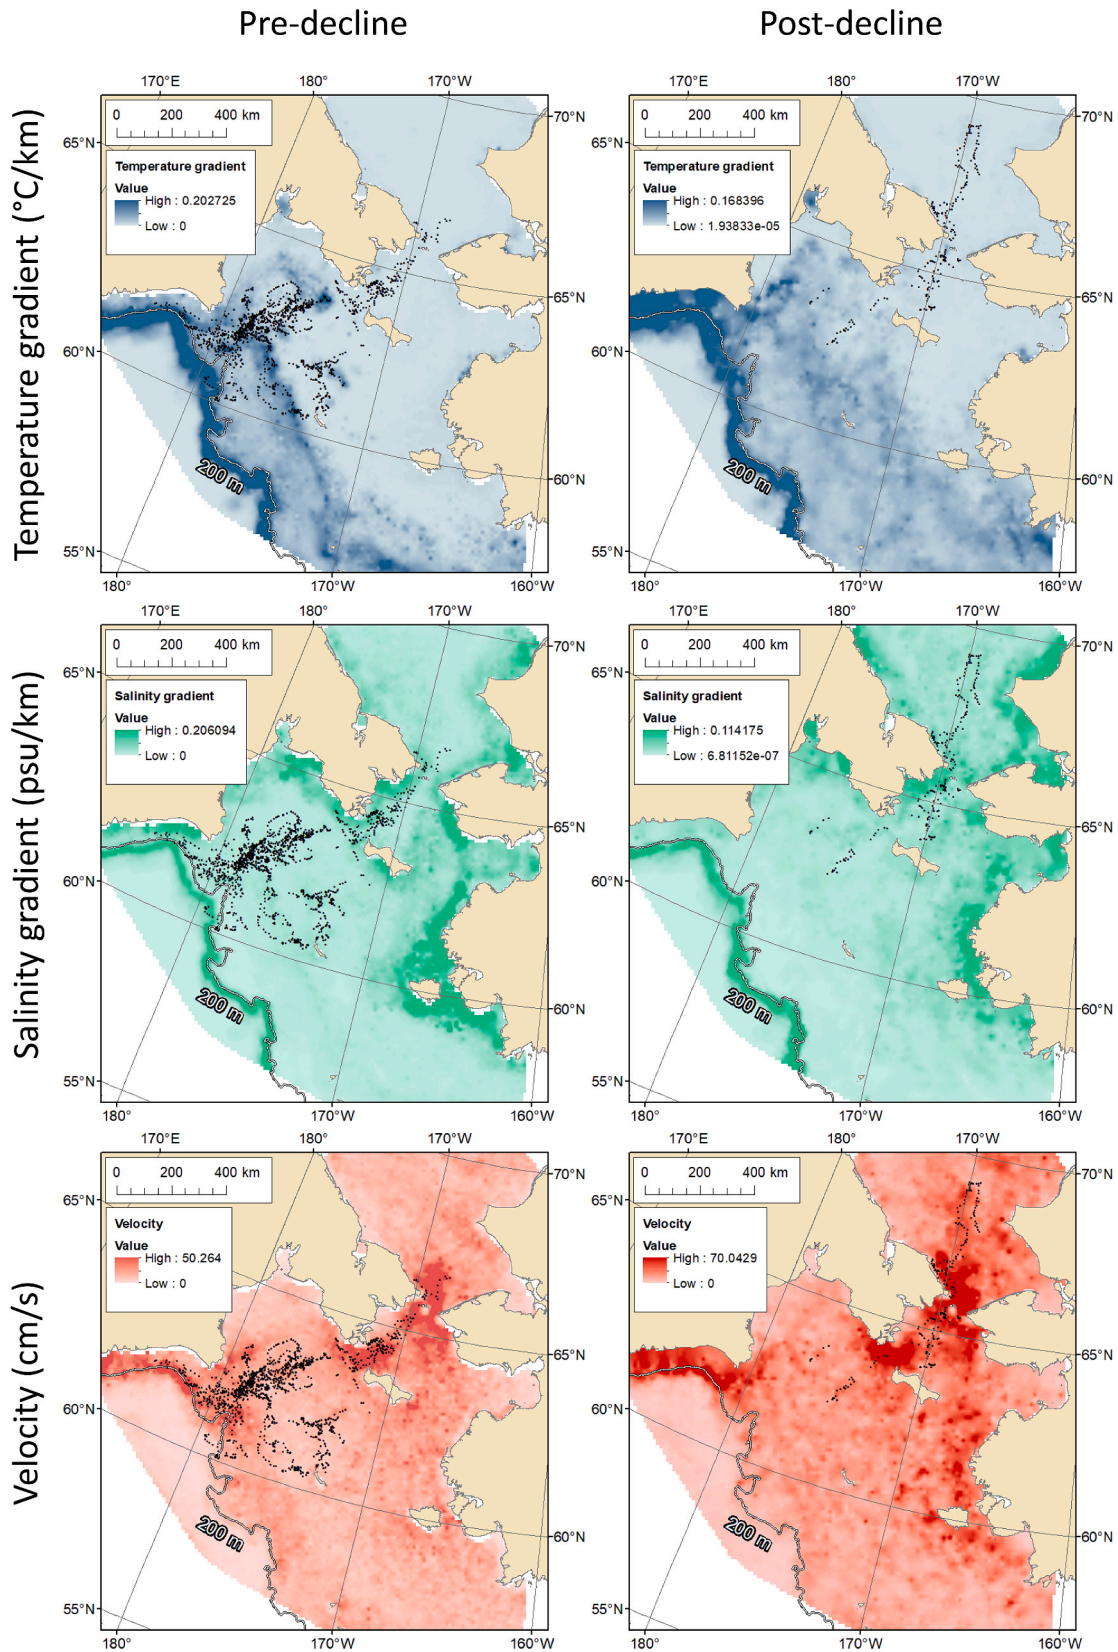 Pre-decline
Post-decline
Temperature gradient (°C/km)
170°E 180° 170°W
0 200 400 km
70°N
65°N
Temperature gradient
Value
High : 0.202725
Low : 0
65°N
60°N
200 m
60°N
55°N
180° 170°W 160°W
170°E 180° 170°W
0 200 400 km
70°N
65°N
Temperature gradient
Value
High : 0.168396
Low : 1.93833e-05
65°N
60°N
200 m
60°N
55°N
180° 170°W 160°W
Salinity gradient (psu/km)
170°E 180° 170°W
0 200 400 km
70°N
65°N
Salinity gradient
Value
High : 0.206094
Low : 0
65°N
60°N
200 m
60°N
55°N
180° 170°W 160°W
170°E 180° 170°W
0 200 400 km
70°N
65°N
Salinity gradient
Value
High : 0.114175
Low : 6.81152e-07
65°N
60°N
200 m
60°N
55°N
180° 170°W 160°W
Velocity (cm/s)
170°E 180° 170°W
0 200 400 km
70°N
65°N
Velocity
Value
High : 50.264
Low : 0
65°N
60°N
200 m
60°N
55°N
180° 170°W 160°W
170°E 180° 170°W
0 200 400 km
70°N
65°N
Velocity
Value
High : 70.0429
Low : 0
65°N
60°N
200 m
60°N
55°N
180° 170°W 160°W